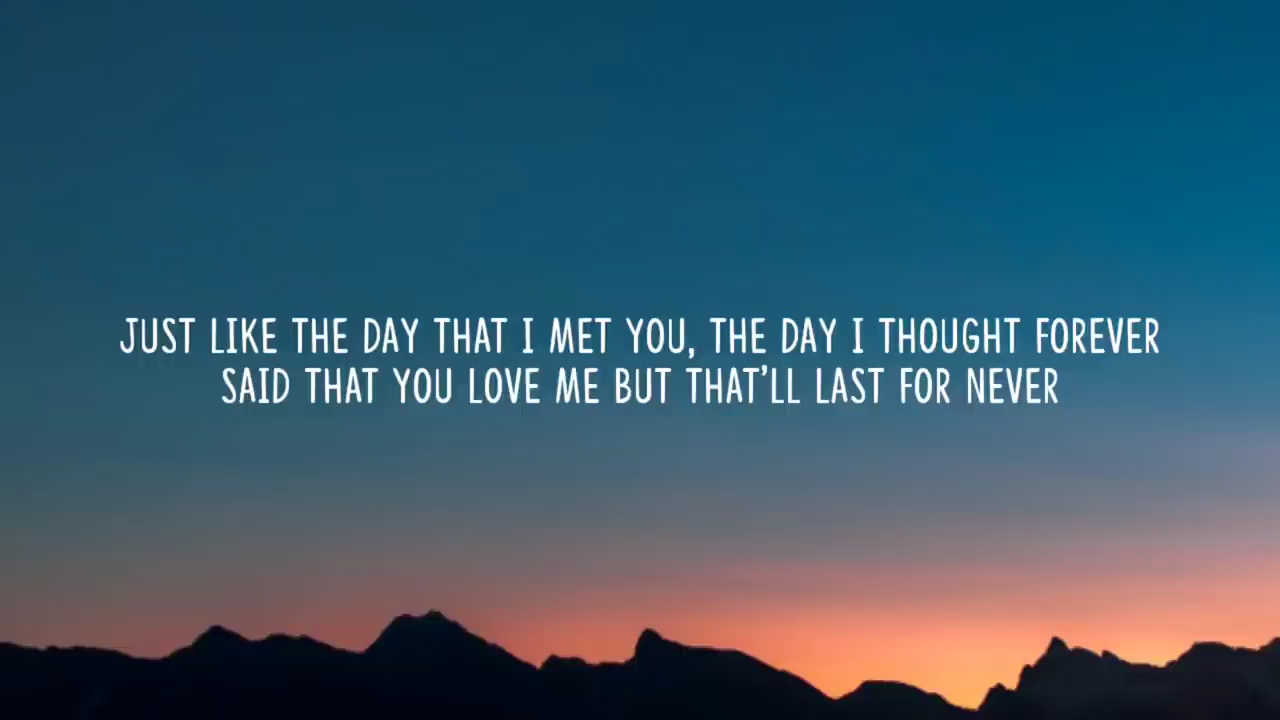 JUST LIKE THE DAY THAT I MET YOU, THE DAY I THOUGHT FOREVER
SAID THAT YOU LOVE ME BUT THAT’LL LAST FOR NEVER